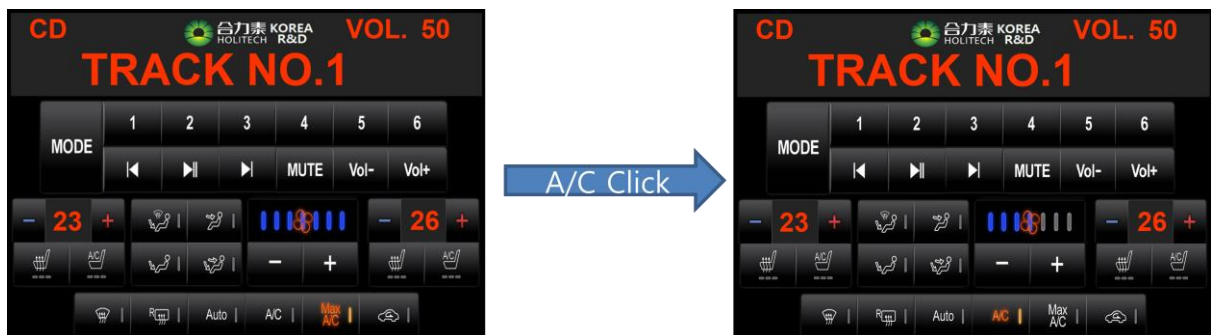 CD 合力素 KOREA VOL. 50
HOLITECH R&D
TRACK NO.1
MODE
1 2 3 4 5 6
MUTE Vol- Vol+
- 23 +
- 26 +
A/C A/C
- +
R Auto A/C Max A/C
A/C Click
CD 合力素 KOREA VOL. 50
HOLITECH R&D
TRACK NO.1
MODE
1 2 3 4 5 6
MUTE Vol- Vol+
- 23 +
- 26 +
A/C A/C
- +
R Auto A/C Max A/C